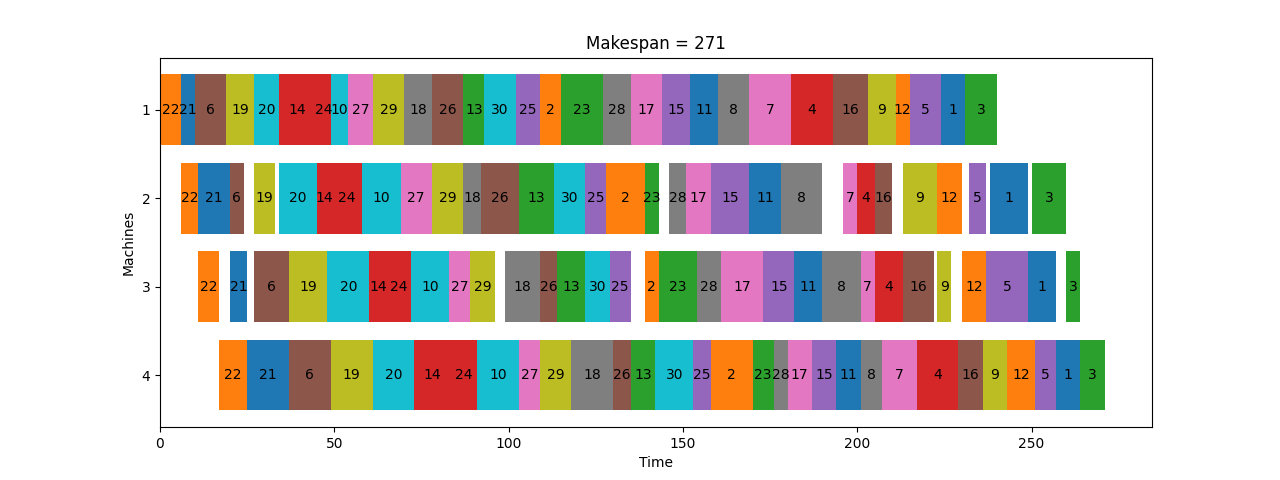 Makespan = 271
1 22 21 6 19 20 14 24 10 27 29 18 26 13 30 25 2 23 28 17 15 11 8 7 4 16 9 12 5 1 3
2 22 21 6 19 20 14 24 10 27 29 18 26 13 30 25 2 23 28 17 15 11 8 7 4 16 9 12 5 1 3
Machines
3 22 21 6 19 20 14 24 10 27 29 18 26 13 30 25 2 23 28 17 15 11 8 7 4 16 9 12 5 1 3
4 22 21 6 19 20 14 24 10 27 29 18 26 13 30 25 2 23 28 17 15 11 8 7 4 16 9 12 5 1 3
0 50 100 150 200 250
Time